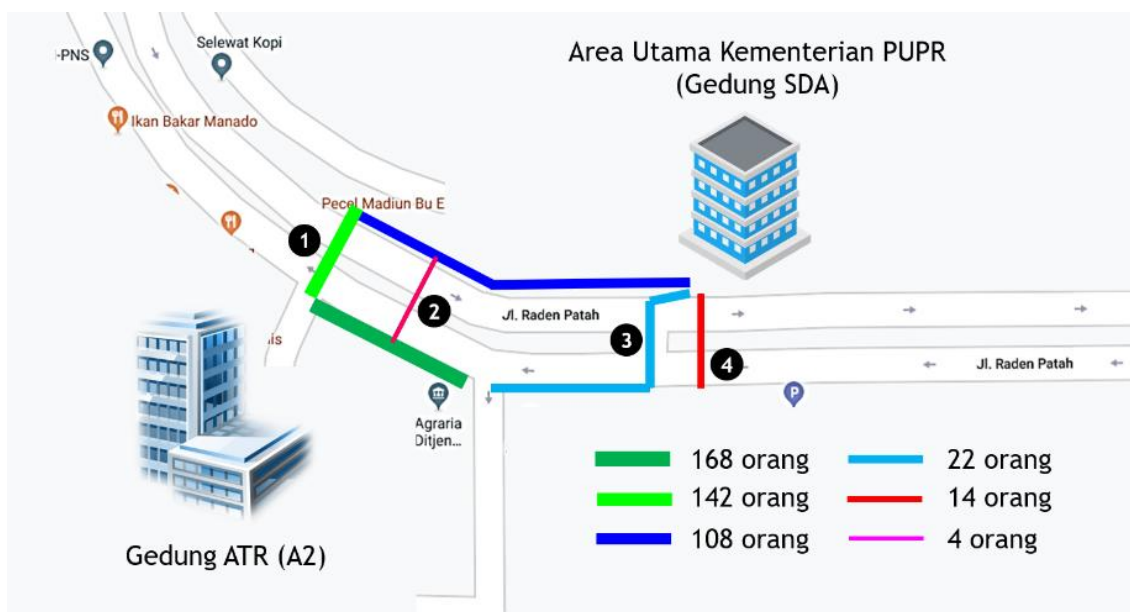 -PNS
Selewat Kopi
Area Utama Kementerian PUPR
(Gedung SDA)
Ikan Bakar Manado
Pecel Madiun Bu E
1
2
Jl. Raden Patah
3
4
Jl. Raden Patah
is
Agraria
Ditjen...
P
Gedung ATR (A2)
168 orang
22 orang
142 orang
14 orang
108 orang
4 orang